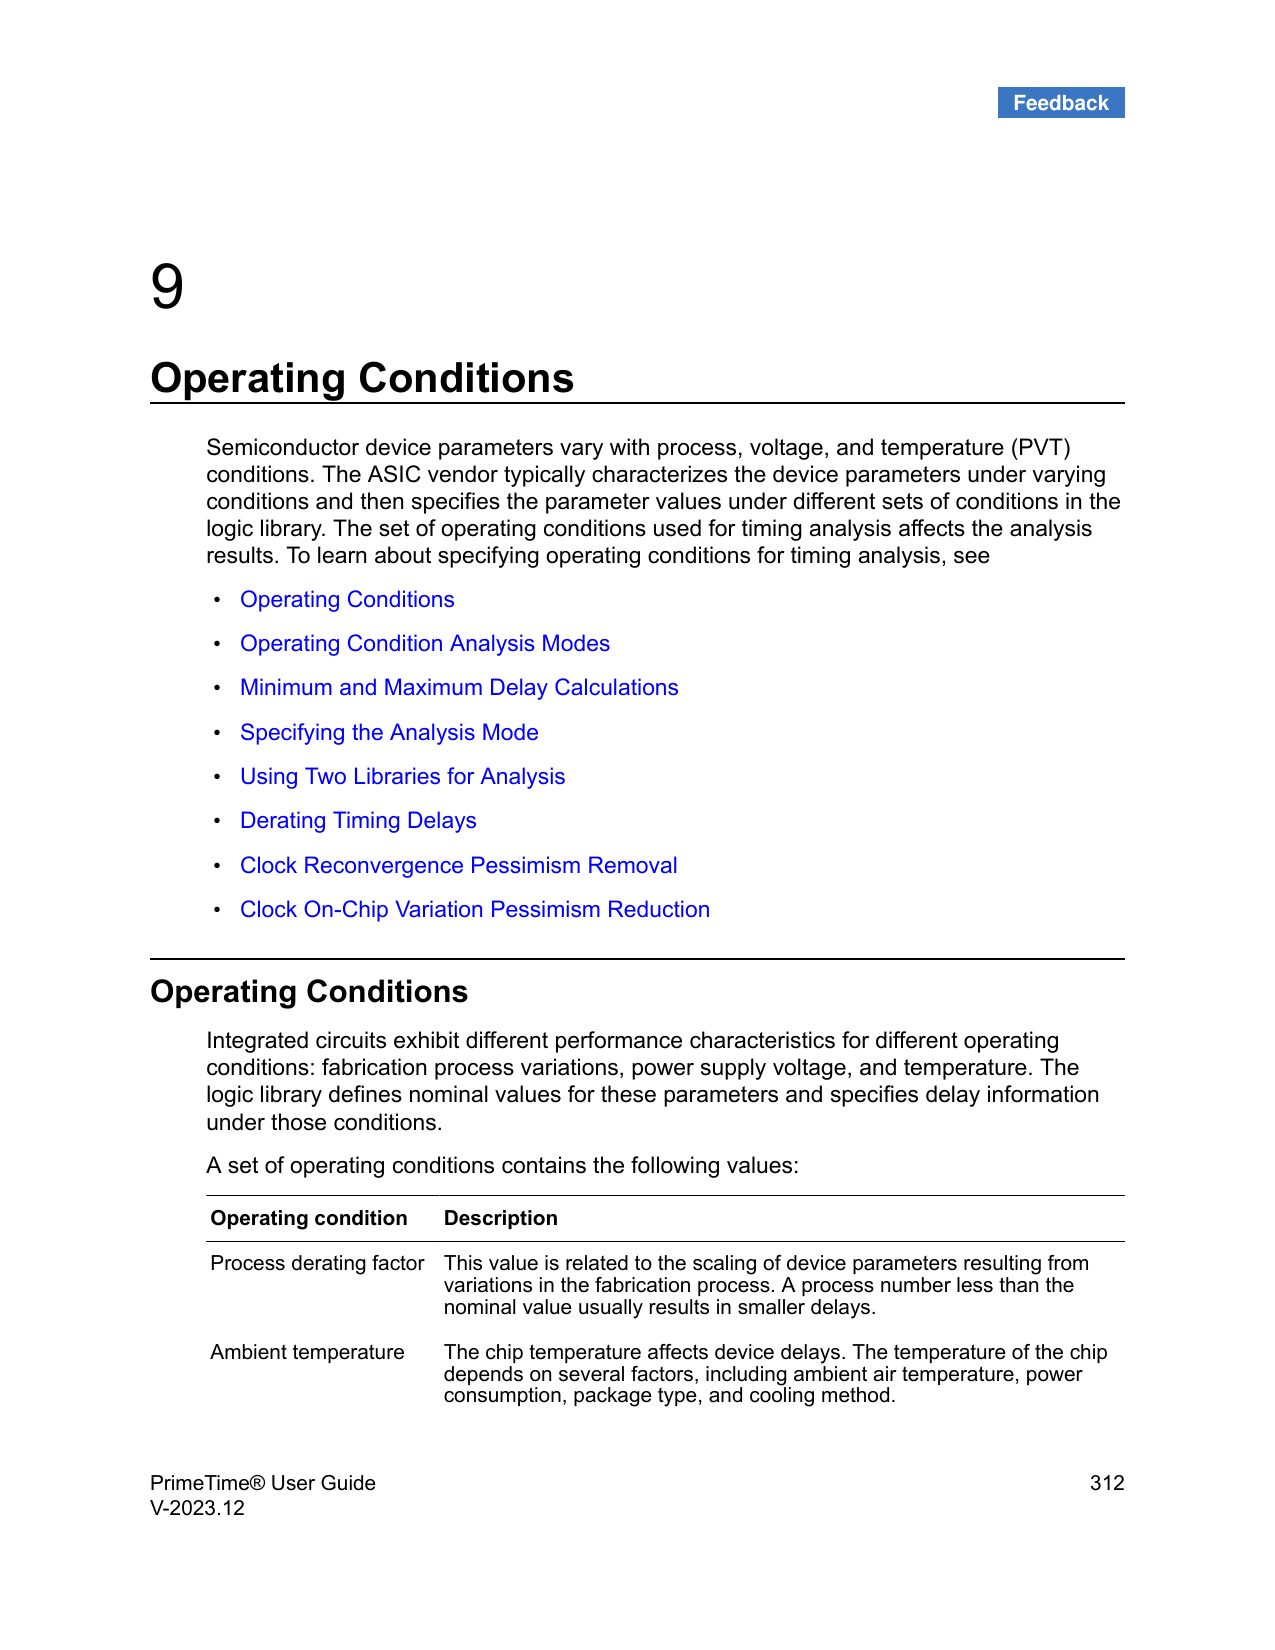 Feedback
9
Operating Conditions
Semiconductor device parameters vary with process, voltage, and temperature (PVT)
conditions. The ASIC vendor typically characterizes the device parameters under varying
conditions and then specifies the parameter values under different sets of conditions in the
logic library. The set of operating conditions used for timing analysis affects the analysis
results. To learn about specifying operating conditions for timing analysis, see
• Operating Conditions
• Operating Condition Analysis Modes
• Minimum and Maximum Delay Calculations
• Specifying the Analysis Mode
• Using Two Libraries for Analysis
• Derating Timing Delays
• Clock Reconvergence Pessimism Removal
• Clock On-Chip Variation Pessimism Reduction
Operating Conditions
Integrated circuits exhibit different performance characteristics for different operating
conditions: fabrication process variations, power supply voltage, and temperature. The
logic library defines nominal values for these parameters and specifies delay information
under those conditions.
A set of operating conditions contains the following values:
Operating condition Description
Process derating factor This value is related to the scaling of device parameters resulting from
variations in the fabrication process. A process number less than the
nominal value usually results in smaller delays.
Ambient temperature The chip temperature affects device delays. The temperature of the chip
depends on several factors, including ambient air temperature, power
consumption, package type, and cooling method.
PrimeTime® User Guide 312
V-2023.12